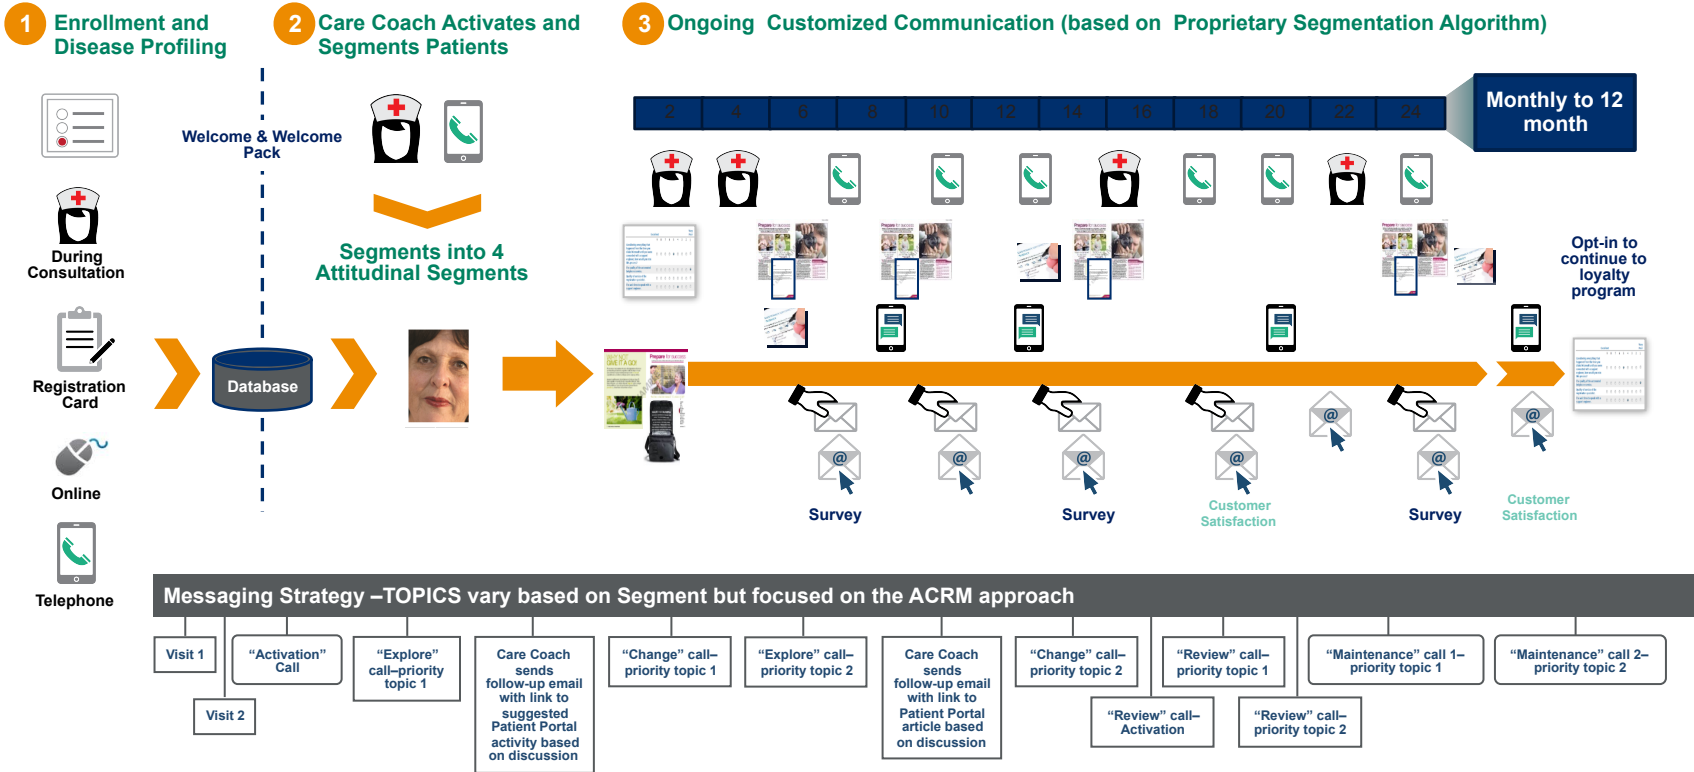 1
Enrollment and
Disease Profiling
2
Care Coach Activates and
Segments Patients
3
Ongoing Customized Communication (based on Proprietary Segmentation Algorithm)
During
Consultation
Registration
Card
Online
Telephone
Welcome & Welcome
Pack
Database
Segments into 4
Attitudinal Segments
2 4 6 8 10 12 14 16 18 20 22 24
Monthly to 12
month
Opt-in to
continue to
loyalty
program
Prepare for success
GIVE IT A GO!
Survey
Survey
Customer
Satisfaction
Survey
Customer
Satisfaction
Messaging Strategy –TOPICS vary based on Segment but focused on the ACRM approach
Visit 1
Visit 2
“Activation”
Call
“Explore”
call–priority
topic 1
Care Coach
sends
follow-up email
with link to
suggested
Patient Portal
activity based
on discussion
“Change” call–
priority topic 1
“Explore” call–
priority topic 2
Care Coach
sends
follow-up email
with link to
Patient Portal
article based
on discussion
“Change” call–
priority topic 2
“Review” call–
Activation
“Review” call–
priority topic 1
“Review” call–
priority topic 2
“Maintenance” call 1–
priority topic 1
“Maintenance” call 2–
priority topic 2